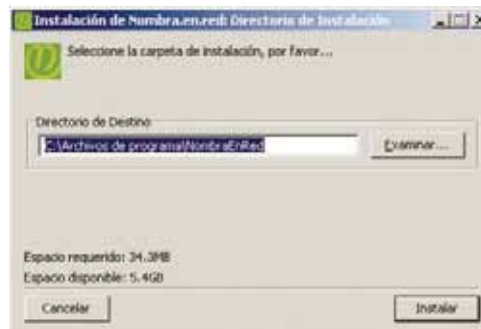 Instalación de Nombra.en.red: Directorio de Instalación
Seleccione la carpeta de instalación, por favor...
Directorio de Destino
C:\Archivos de programa\NombraEnRed
Examinar...
Espacio requerido: 34.3MB
Espacio disponible: 5.4GB
Cancelar
Instalar